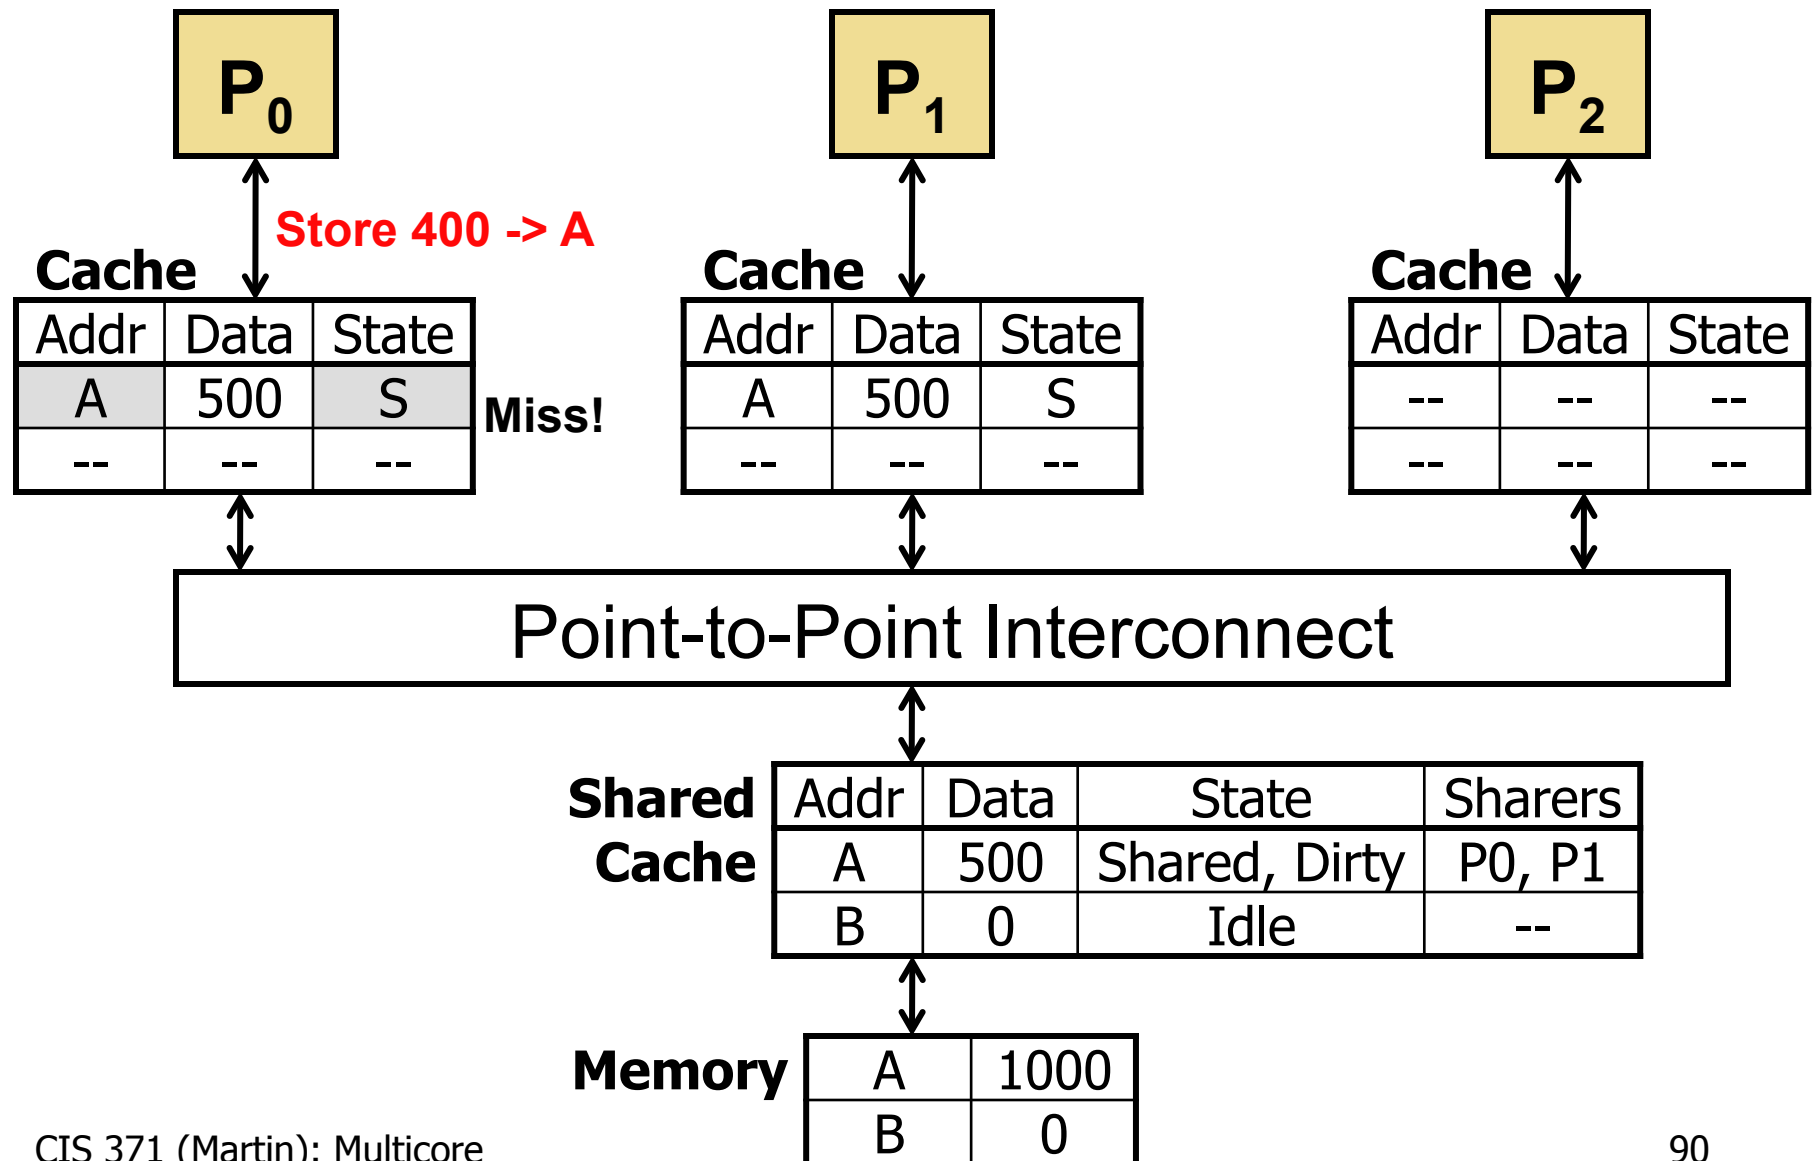 P0 P1 P2
Store 400 -> A
Cache Cache Cache
Addr Data State Addr Data State Addr Data State
A 500 S Miss! A 500 S -- -- --
-- -- -- -- -- -- -- -- --
Point-to-Point Interconnect
Shared Addr Data State Sharers
Cache A 500 Shared, Dirty P0, P1
B 0 Idle --
Memory A 1000
B 0
CIS 371 (Martin): Multicore 90